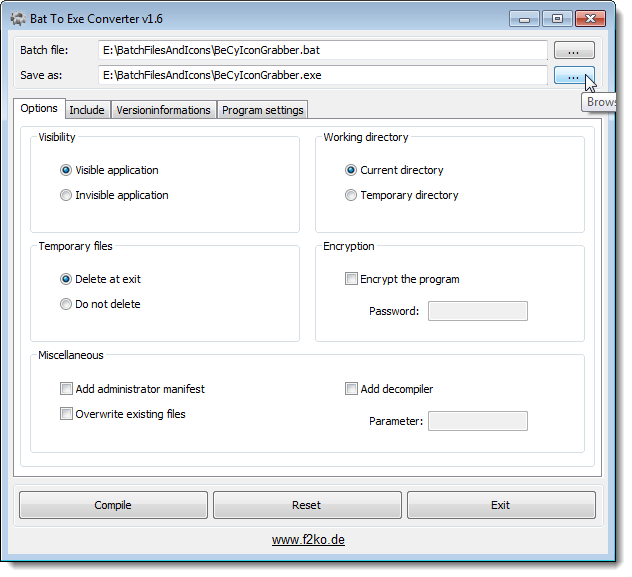 Bat To Exe Converter v1.6
Batch file: E:\BatchFilesAndIcons\BeCyIconGrabber.bat ...
Save as: E:\BatchFilesAndIcons\BeCyIconGrabber.exe ...
Brows
Options Include Versioninformations Program settings
Visibility Working directory
Visible application Current directory
Invisible application Temporary directory
Temporary files Encryption
Delete at exit Encrypt the program
Do not delete Password:
Miscellaneous
Add administrator manifest Add decompiler
Overwrite existing files Parameter:
Compile Reset Exit
www.f2ko.de